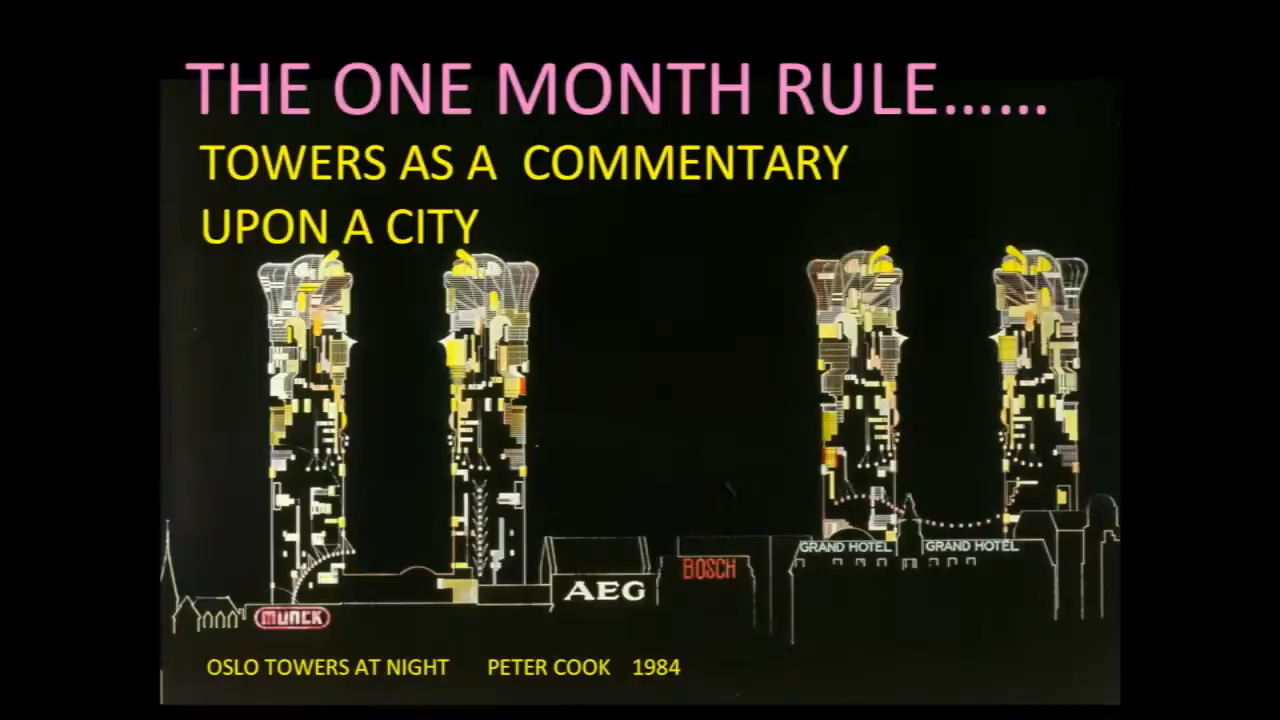 THE ONE MONTH RULE......
TOWERS AS A COMMENTARY
UPON A CITY
GRAND HOTEL GRAND HOTEL
BOSCH
AEG
MUNCK
OSLO TOWERS AT NIGHT PETER COOK 1984